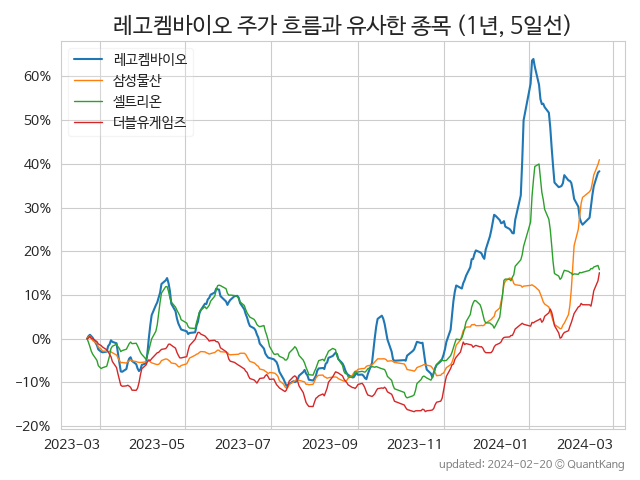 레고켐바이오 주가 흐름과 유사한 종목 (1년, 5일선)
레고켐바이오
삼성물산
셀트리온
더블유게임즈
60%
50%
40%
30%
20%
10%
0%
−10%
−20%
2023-03 2023-05 2023-07 2023-09 2023-11 2024-01 2024-03
updated: 2024-02-20 ⓒ QuantKang